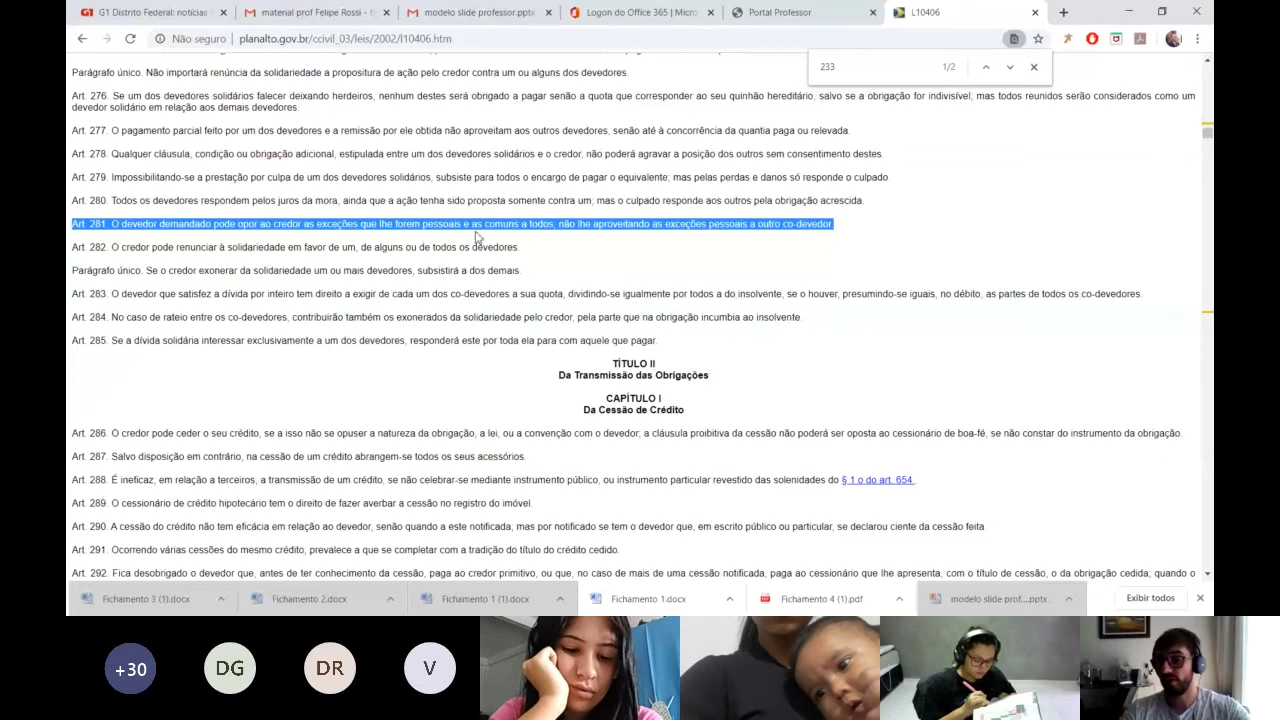 G1 Distrito Federal: notícias
material prof Felipe Rossi - f
modelo slide professor.pptx
Logon do Office 365 | Micro
Portal Professor
L10406
Não seguro | planalto.gov.br/ccivil_03/leis/2002/l10406.htm
233 1/2
Parágrafo único. Não importará renúncia da solidariedade a propositura de ação pelo credor contra um ou alguns dos devedores.
Art. 276. Se um dos devedores solidários falecer deixando herdeiros, nenhum destes será obrigado a pagar senão a quota que corresponder ao seu quinhão hereditário, salvo se a obrigação for indivisível; mas todos reunidos serão considerados como um
devedor solidário em relação aos demais devedores.
Art. 277. O pagamento parcial feito por um dos devedores e a remissão por ele obtida não aproveitam aos outros devedores, senão até à concorrência da quantia paga ou relevada.
Art. 278. Qualquer cláusula, condição ou obrigação adicional, estipulada entre um dos devedores solidários e o credor, não poderá agravar a posição dos outros sem consentimento destes.
Art. 279. Impossibilitando-se a prestação por culpa de um dos devedores solidários, subsiste para todos o encargo de pagar o equivalente; mas pelas perdas e danos só responde o culpado
Art. 280. Todos os devedores respondem pelos juros da mora, ainda que a ação tenha sido proposta somente contra um; mas o culpado responde aos outros pela obrigação acrescida.
Art. 281. O devedor demandado pode opor ao credor as exceções que lhe forem pessoais e as comuns a todos; não lhe aproveitando as exceções pessoais a outro co-devedor.
Art. 282. O credor pode renunciar à solidariedade em favor de um, de alguns ou de todos os devedores.
Parágrafo único. Se o credor exonerar da solidariedade um ou mais devedores, subsistirá a dos demais.
Art. 283. O devedor que satisfez a dívida por inteiro tem direito a exigir de cada um dos co-devedores a sua quota, dividindo-se igualmente por todos a do insolvente, se o houver, presumindo-se iguais, no débito, as partes de todos os co-devedores.
Art. 284. No caso de rateio entre os co-devedores, contribuirão também os exonerados da solidariedade pelo credor, pela parte que na obrigação incumbia ao insolvente.
Art. 285. Se a dívida solidária interessar exclusivamente a um dos devedores, responderá este por toda ela para com aquele que pagar.
TÍTULO II
Da Transmissão das Obrigações
CAPÍTULO I
Da Cessão de Crédito
Art. 286. O credor pode ceder o seu crédito, se a isso não se opuser a natureza da obrigação, a lei, ou a convenção com o devedor; a cláusula proibitiva da cessão não poderá ser oposta ao cessionário de boa-fé, se não constar do instrumento da obrigação.
Art. 287. Salvo disposição em contrário, na cessão de um crédito abrangem-se todos os seus acessórios.
Art. 288. É ineficaz, em relação a terceiros, a transmissão de um crédito, se não celebrar-se mediante instrumento público, ou instrumento particular revestido das solenidades do § 1 o do art. 654 .
Art. 289. O cessionário de crédito hipotecário tem o direito de fazer averbar a cessão no registro do imóvel.
Art. 290. A cessão do crédito não tem eficácia em relação ao devedor, senão quando a este notificada; mas por notificado se tem o devedor que, em escrito público ou particular, se declarou ciente da cessão feita.
Art. 291. Ocorrendo várias cessões do mesmo crédito, prevalece a que se completar com a tradição do título do crédito cedido.
Art. 292. Fica desobrigado o devedor que, antes de ter conhecimento da cessão, paga ao credor primitivo, ou que, no caso de mais de uma cessão notificada, paga ao cessionário que lhe apresenta, com o título de cessão, o da obrigação cedida; quando o
Fichamento 3 (1).docx
Fichamento 2.docx
Fichamento 1 (1).docx
Fichamento 1.docx
Fichamento 4 (1).pdf
modelo slide prof....pptx
Exibir todos
+30
DG
DR
V